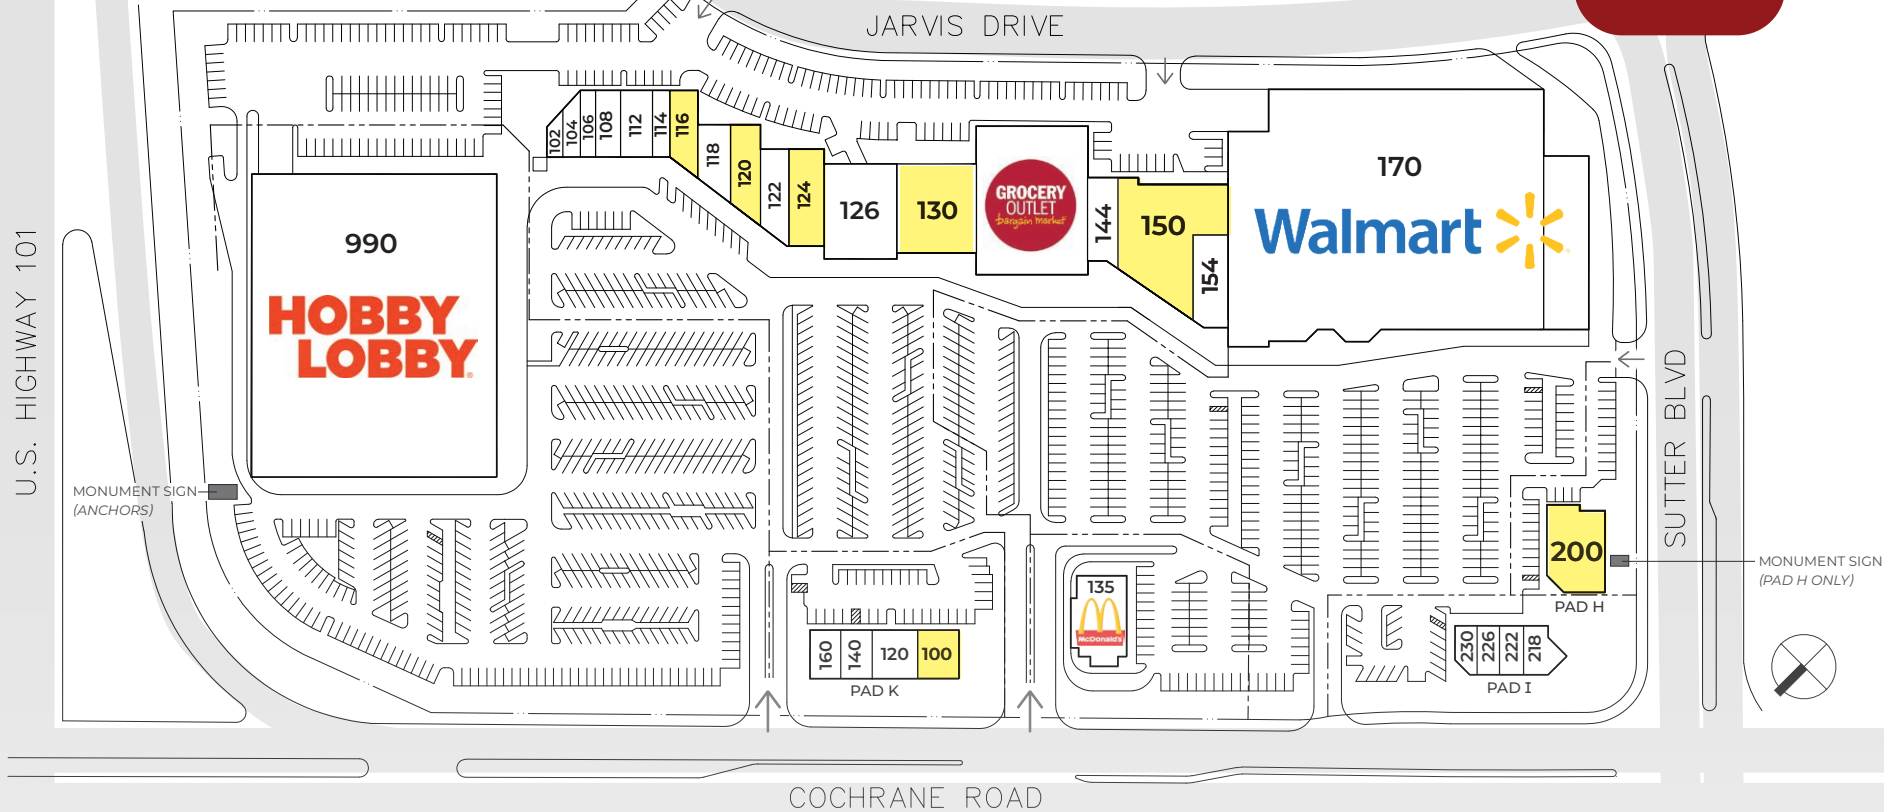 JARVIS DRIVE
U.S. HIGHWAY 101
102
104
106
108
112
114
116
118
120
122
124
126
130
GROCERY
OUTLET
bargain market
144
150
154
170
Walmart
990
HOBBY
LOBBY
MONUMENT SIGN
(ANCHORS)
SUTTER BLVD
200
PAD H
MONUMENT SIGN
(PAD H ONLY)
135
McDonald's
160
140
120
100
PAD K
230
226
222
218
PAD I
COCHRANE ROAD